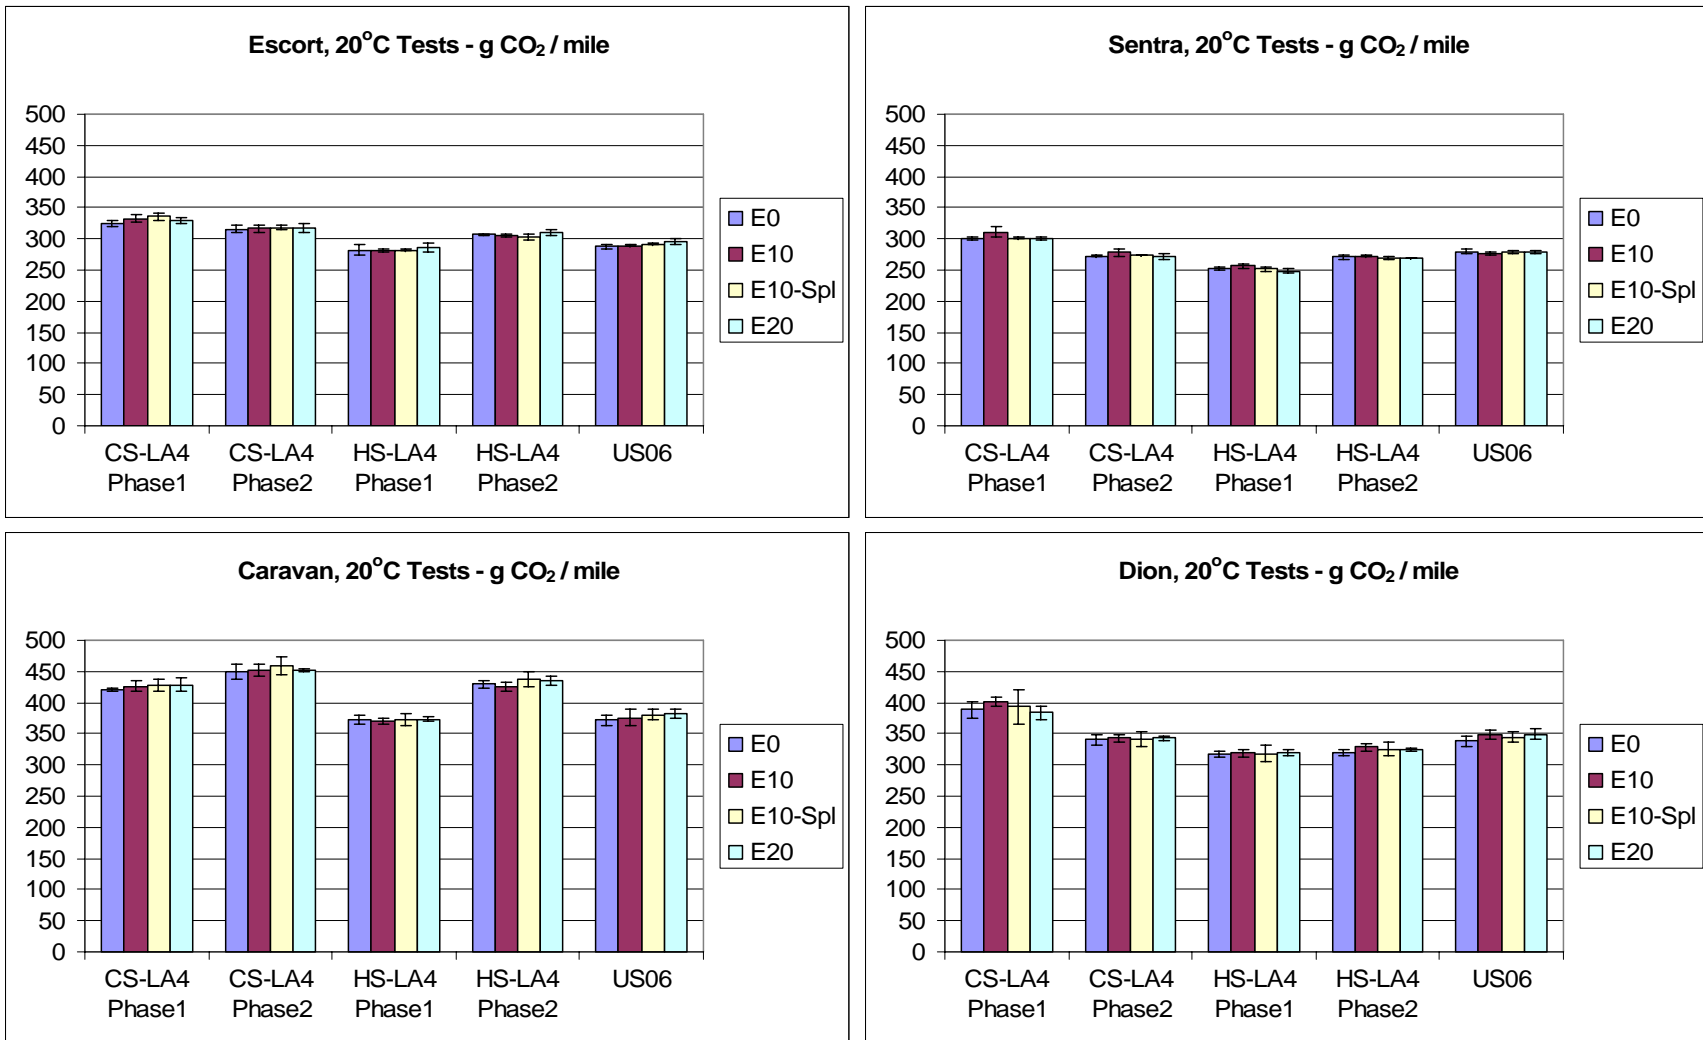 Escort, 20°C Tests - g CO₂ / mile
500
450
400
350
300
250
200
150
100
50
0
CS-LA4 Phase1
CS-LA4 Phase2
HS-LA4 Phase1
HS-LA4 Phase2
US06
E0
E10
E10-Spl
E20
Sentra, 20°C Tests - g CO₂ / mile
500
450
400
350
300
250
200
150
100
50
0
CS-LA4 Phase1
CS-LA4 Phase2
HS-LA4 Phase1
HS-LA4 Phase2
US06
E0
E10
E10-Spl
E20
Caravan, 20°C Tests - g CO₂ / mile
500
450
400
350
300
250
200
150
100
50
0
CS-LA4 Phase1
CS-LA4 Phase2
HS-LA4 Phase1
HS-LA4 Phase2
US06
E0
E10
E10-Spl
E20
Dion, 20°C Tests - g CO₂ / mile
500
450
400
350
300
250
200
150
100
50
0
CS-LA4 Phase1
CS-LA4 Phase2
HS-LA4 Phase1
HS-LA4 Phase2
US06
E0
E10
E10-Spl
E20